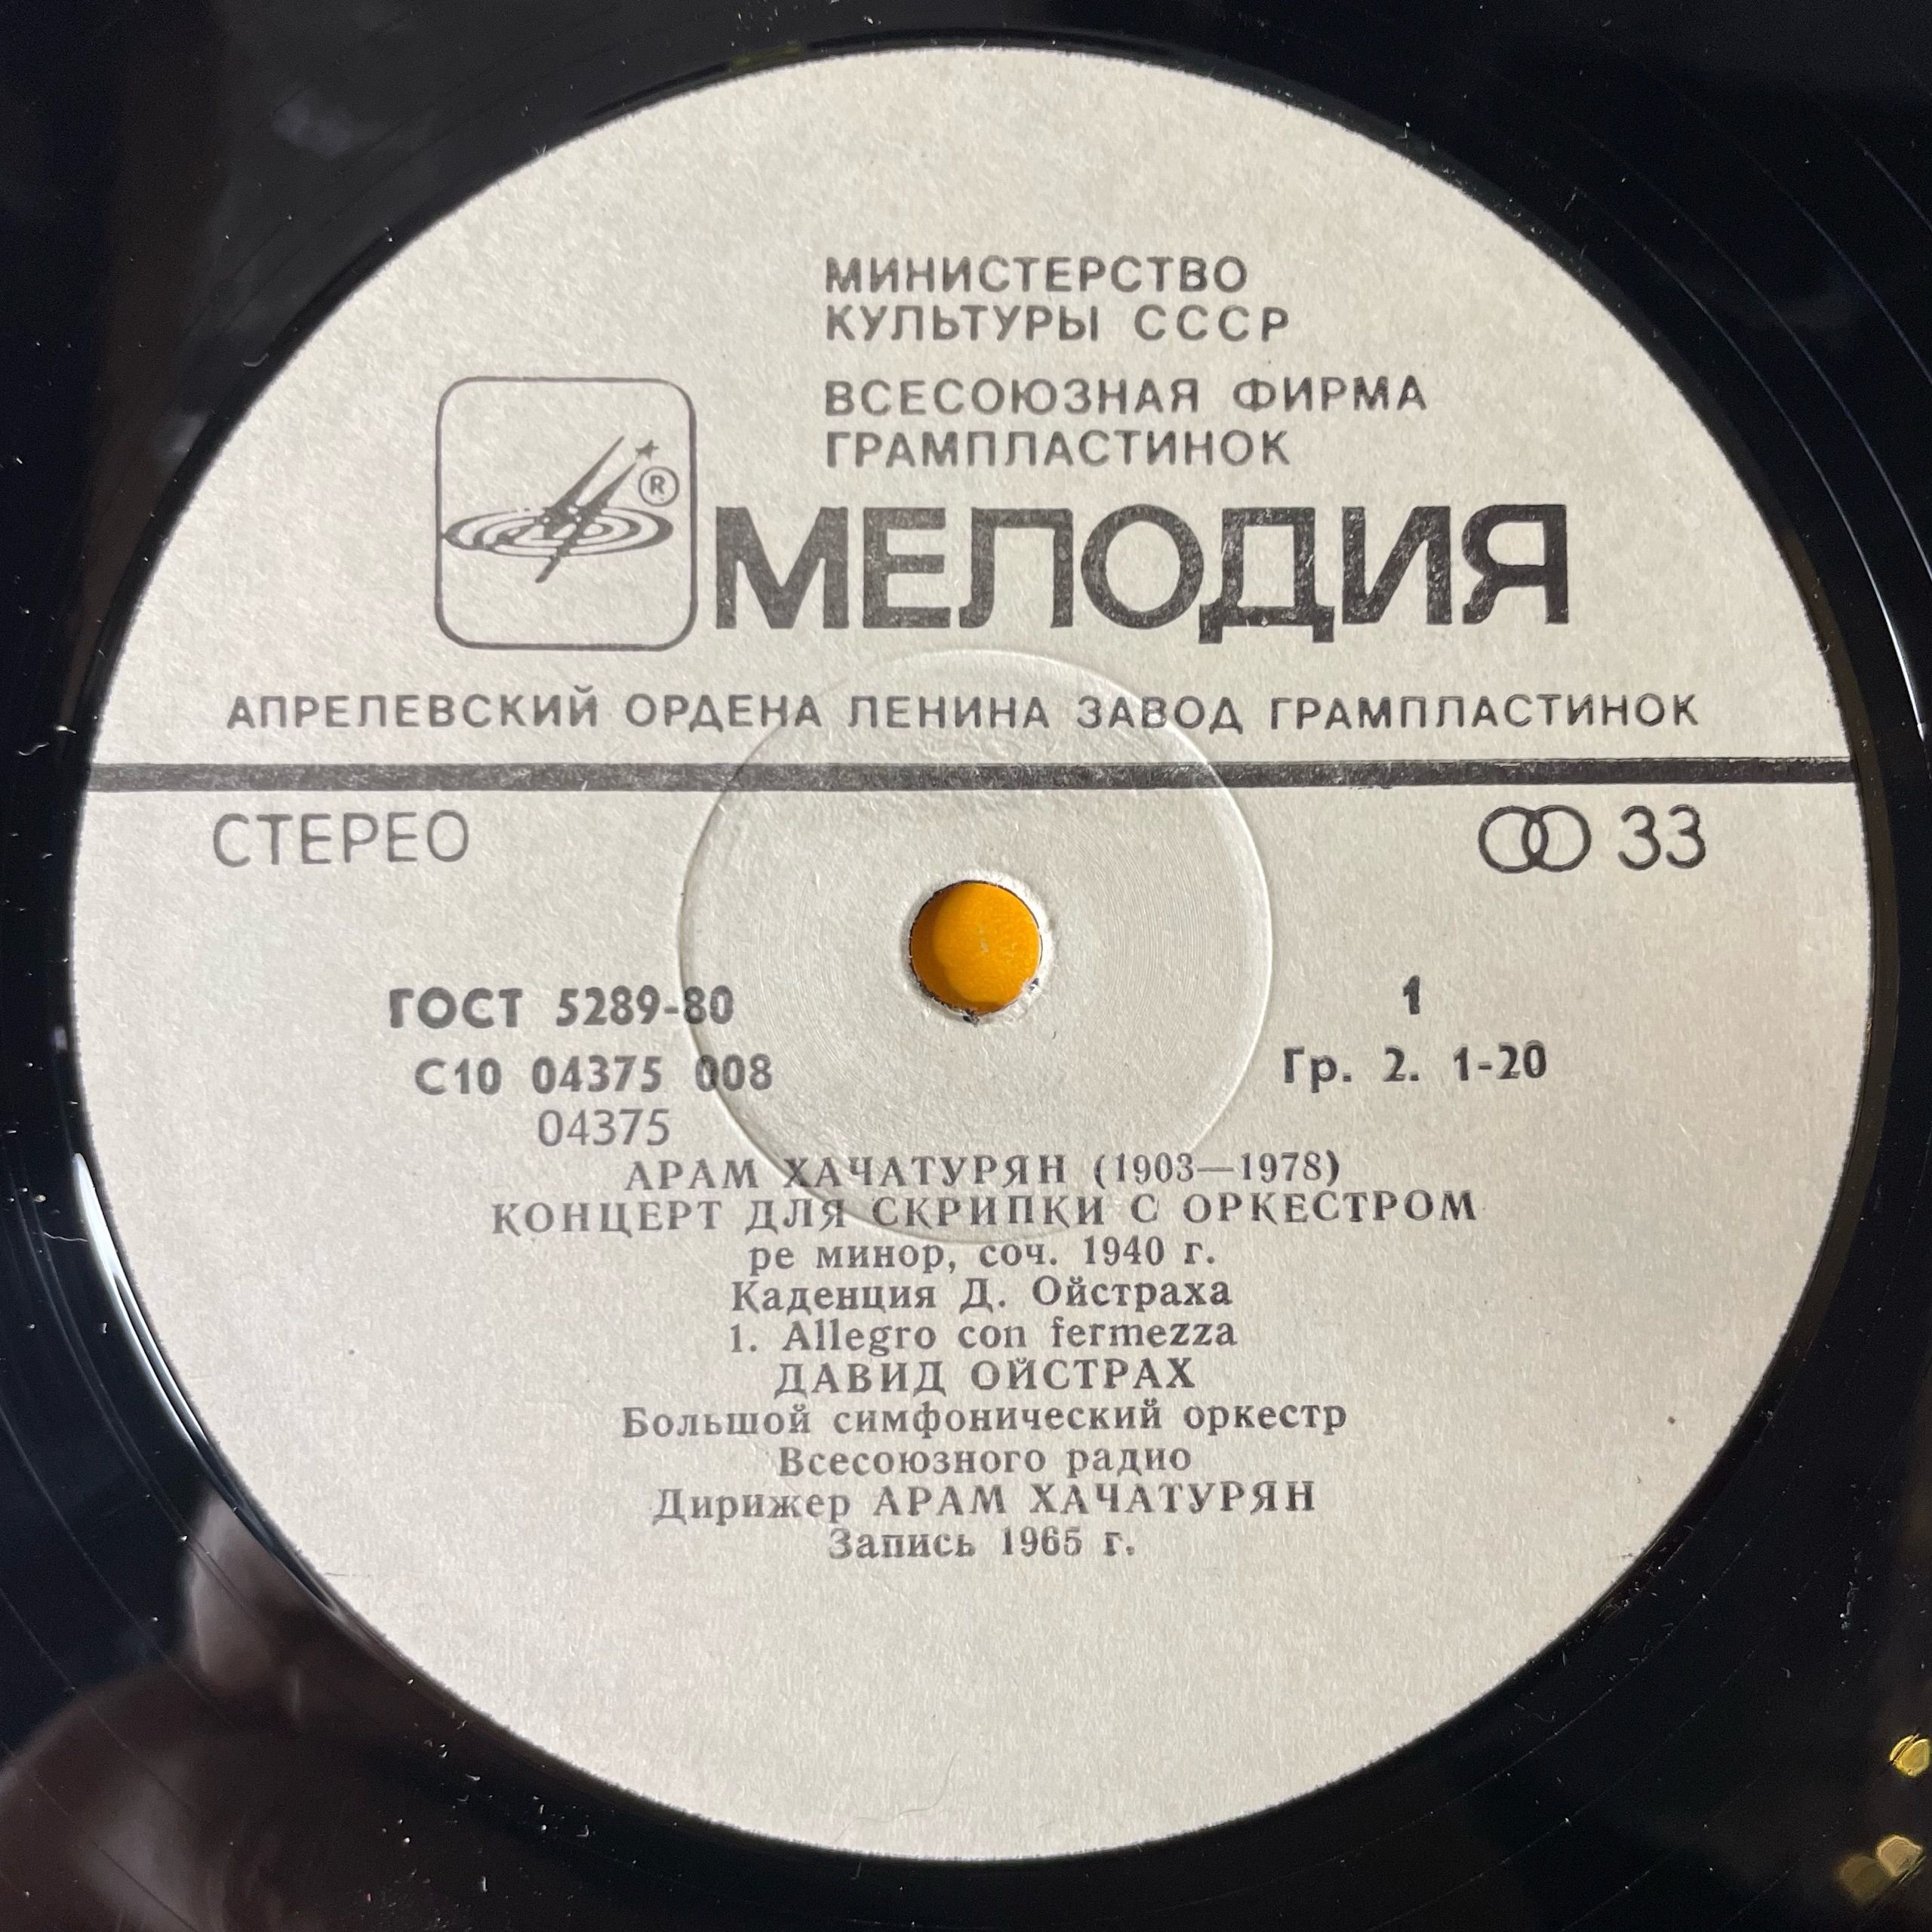 МИНИСТЕРСТВО
КУЛЬТУРЫ СССР
ВСЕСОЮЗНАЯ ФИРМА
ГРАМПЛАСТИНОК
®
МЕЛОДИЯ
АПРЕЛЕВСКИЙ ОРДЕНА ЛЕНИНА ЗАВОД ГРАМПЛАСТИНОК
СТЕРЕО
33
ГОСТ 5289-80
1
С10 04375 008
Гр. 2. 1-20
04375
АРАМ ХАЧАТУРЯН (1903—1978)
КОНЦЕРТ ДЛЯ СКРИПКИ С ОРКЕСТРОМ
ре минор, соч. 1940 г.
Каденция Д. Ойстраха
1. Allegro con fermezza
ДАВИД ОЙСТРАХ
Большой симфонический оркестр
Всесоюзного радио
Дирижер АРАМ ХАЧАТУРЯН
Запись 1965 г.